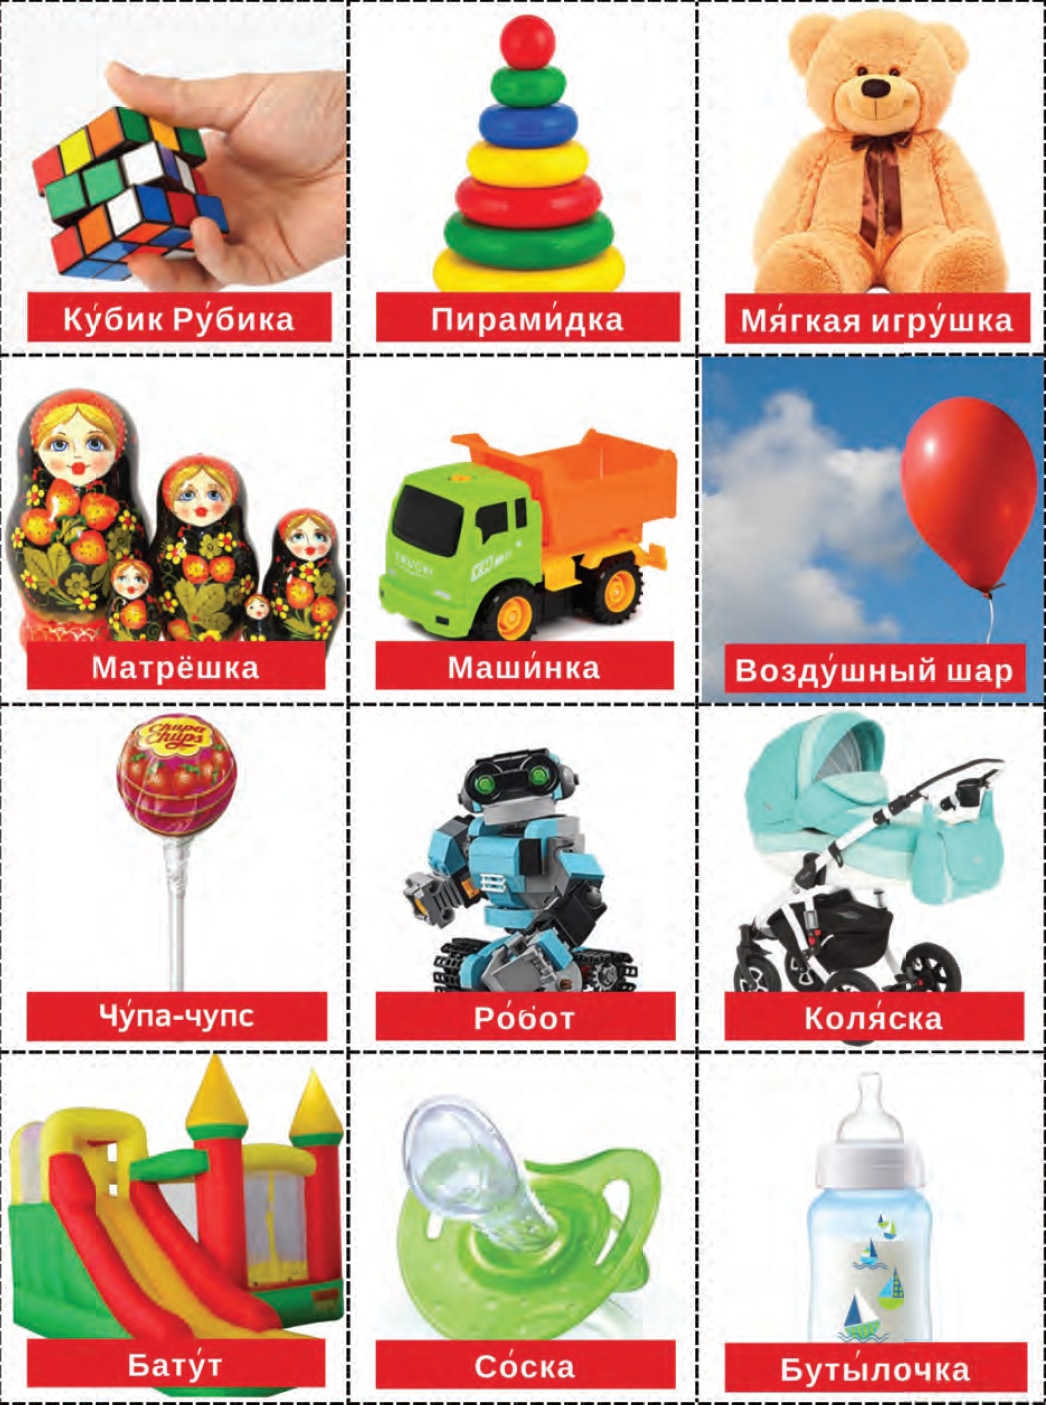 Ку́бик Ру́бика
Пирами́дка
Мя́гкая игру́шка
Матрёшка
Маши́нка
Возду́шный шар
Chupa
Chups
Чу́па-чупс
Ро́бот
Коля́ска
Бату́т
Со́ска
Буты́лочка